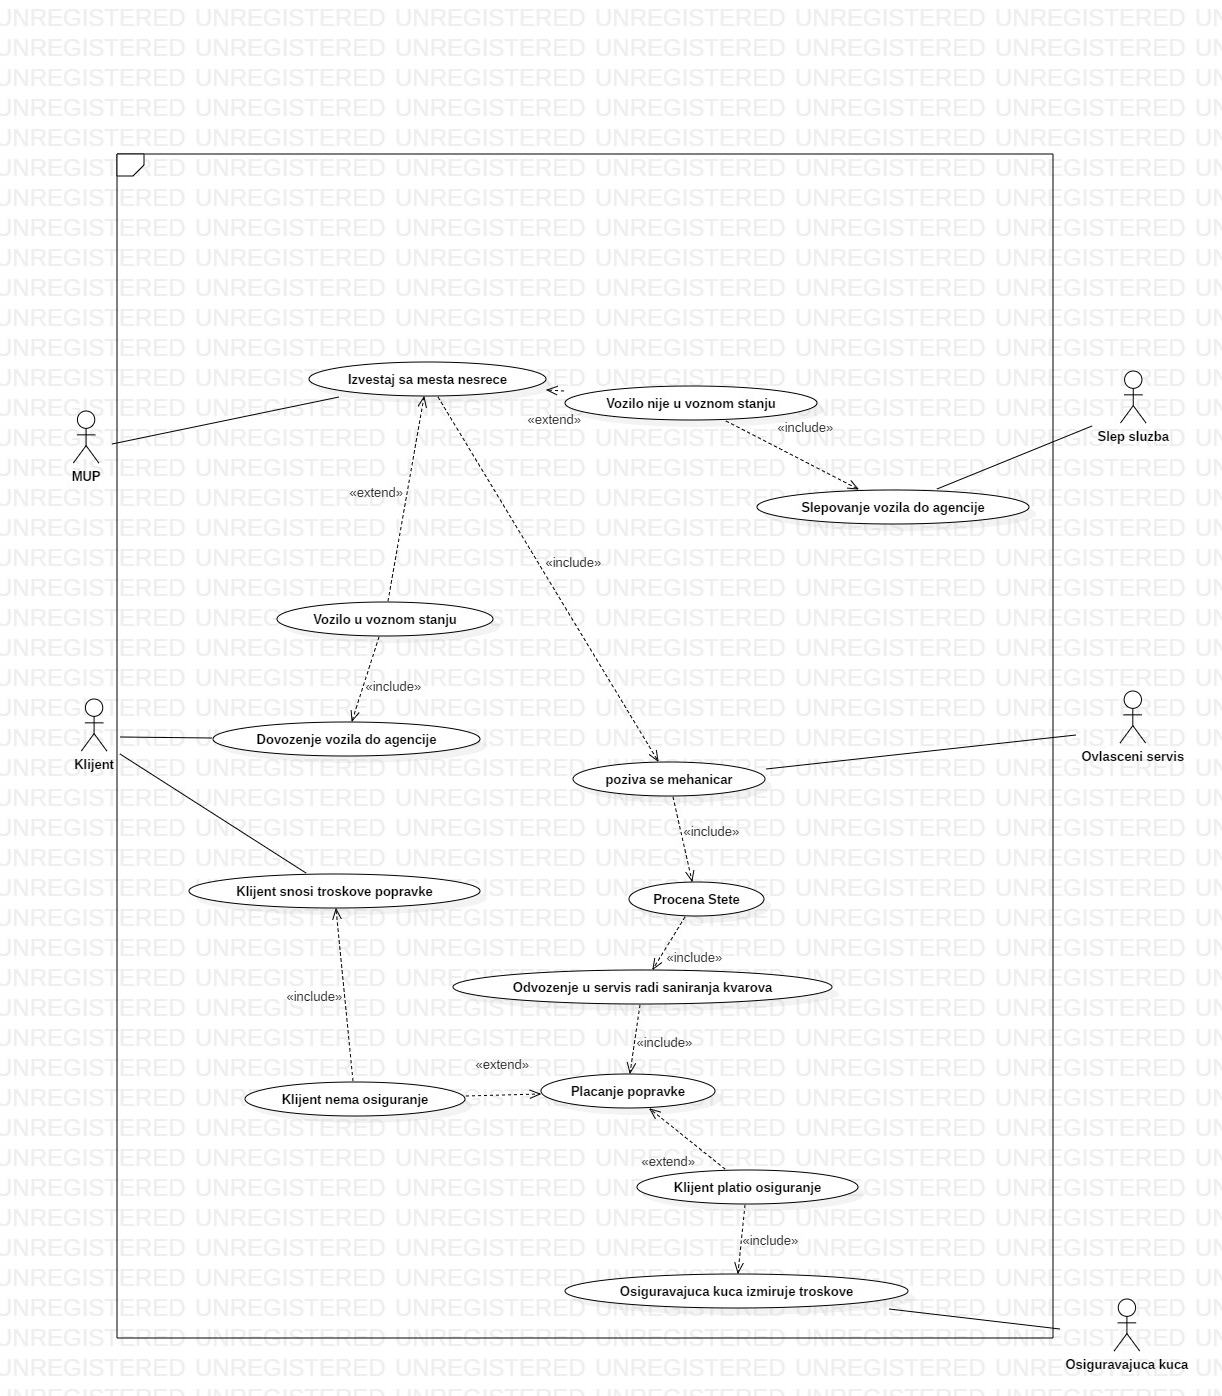 UNREGISTERED UNREGISTERED UNREGISTERED UNREGISTERED UNREGISTERED UNREGISTERED
Izvestaj sa mesta nesrece
Vozilo nije u voznom stanju
«extend»
«include»
Slep sluzba
MUP
«extend»
Slepovanje vozila do agencije
«include»
Vozilo u voznom stanju
«include»
Dovozenje vozila do agencije
Klijent
Ovlasceni servis
poziva se mehanicar
«include»
Klijent snosi troskove popravke
Procena Stete
«include»
Odvozenje u servis radi saniranja kvarova
«include»
«include»
«extend»
Klijent nema osiguranje
Placanje popravke
«extend»
Klijent platio osiguranje
«include»
Osiguravajuca kuca izmiruje troskove
Osiguravajuca kuca